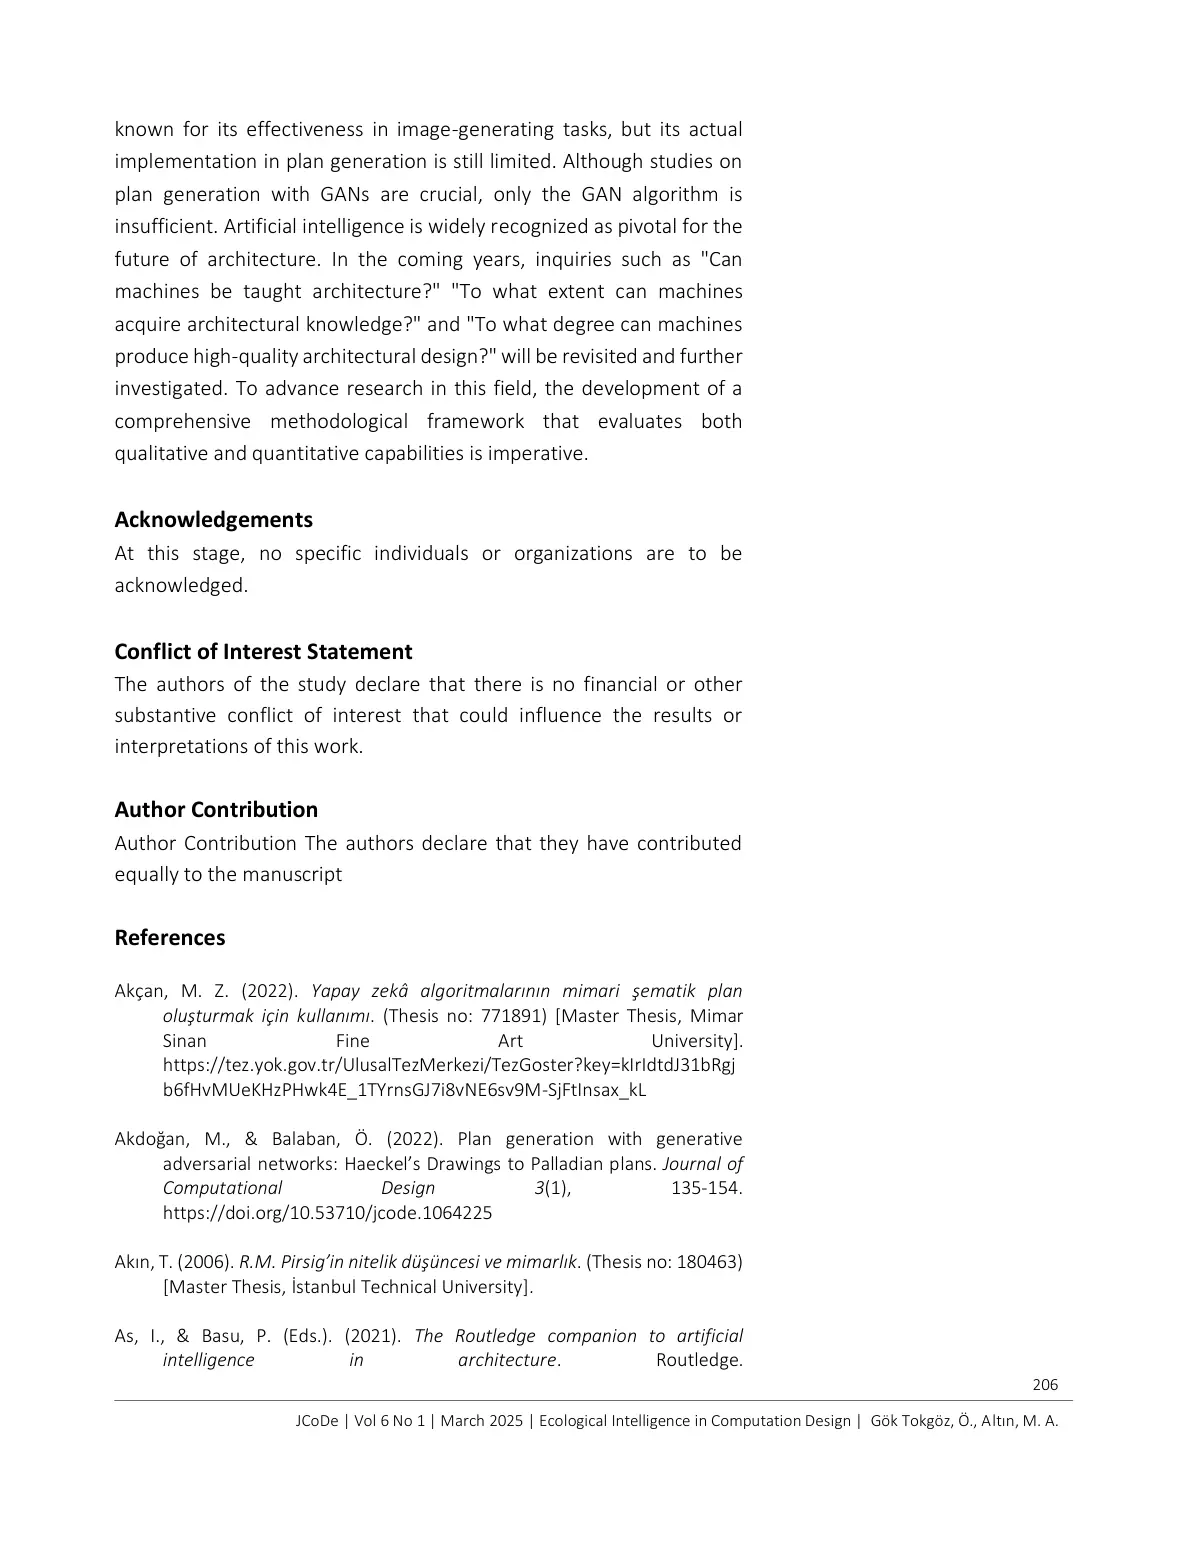 known for its effectiveness in image-generating tasks, but its actual
implementation in plan generation is still limited. Although studies on
plan generation with GANs are crucial, only the GAN algorithm is
insufficient. Artificial intelligence is widely recognized as pivotal for the
future of architecture. In the coming years, inquiries such as "Can
machines be taught architecture?" "To what extent can machines
acquire architectural knowledge?" and "To what degree can machines
produce high-quality architectural design?" will be revisited and further
investigated. To advance research in this field, the development of a
comprehensive methodological framework that evaluates both
qualitative and quantitative capabilities is imperative.
Acknowledgements
At this stage, no specific individuals or organizations are to be
acknowledged.
Conflict of Interest Statement
The authors of the study declare that there is no financial or other
substantive conflict of interest that could influence the results or
interpretations of this work.
Author Contribution
Author Contribution The authors declare that they have contributed
equally to the manuscript
References
Akçan, M. Z. (2022). Yapay zekâ algoritmalarının mimari şematik plan
oluşturmak için kullanımı. (Thesis no: 771891) [Master Thesis, Mimar
Sinan Fine Art University].
https://tez.yok.gov.tr/UlusalTezMerkezi/TezGoster?key=kIrIdtdJ31bRgj
b6fHvMUeKHzPHwk4E_1TYrnsGJ7i8vNE6sv9M-SjFtInsax_kL
Akdoğan, M., & Balaban, Ö. (2022). Plan generation with generative
adversarial networks: Haeckel’s Drawings to Palladian plans. Journal of
Computational Design 3(1), 135-154.
https://doi.org/10.53710/jcode.1064225
Akın, T. (2006). R.M. Pirsig’in nitelik düşüncesi ve mimarlık. (Thesis no: 180463)
[Master Thesis, İstanbul Technical University].
As, I., & Basu, P. (Eds.). (2021). The Routledge companion to artificial
intelligence in architecture. Routledge.
206
JCoDe | Vol 6 No 1 | March 2025 | Ecological Intelligence in Computation Design | Gök Tokgöz, Ö., Altın, M. A.